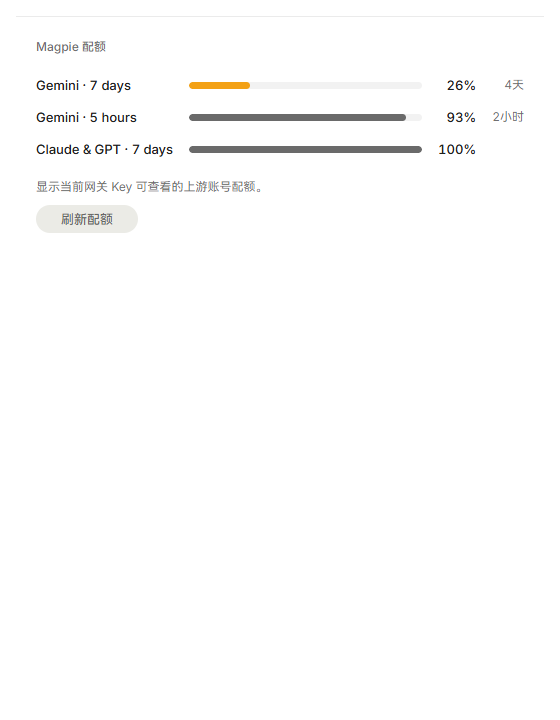 Magpie 配额
Gemini · 7 days 26% 4天
Gemini · 5 hours 93% 2小时
Claude & GPT · 7 days 100%
显示当前网关 Key 可查看的上游账号配额。
刷新配额